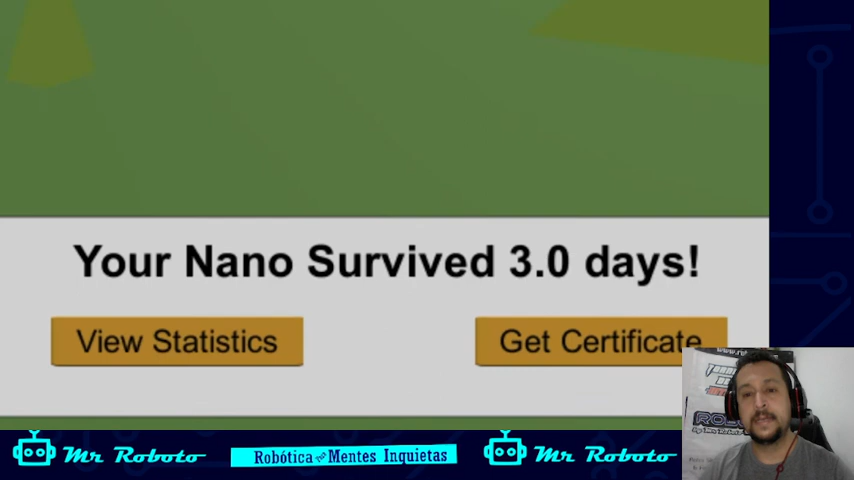 Your Nano Survived 3.0 days!
View Statistics
Get Certificate
Mr Roboto
Robótica para Mentes Inquietas
Mr Roboto